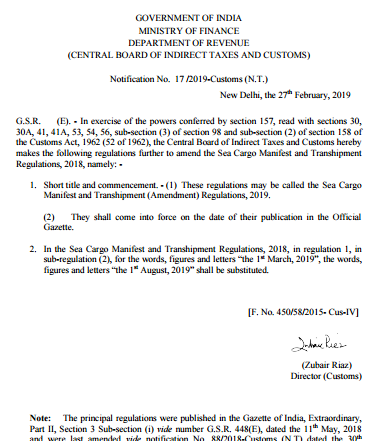 GOVERNMENT OF INDIA
MINISTRY OF FINANCE
DEPARTMENT OF REVENUE
(CENTRAL BOARD OF INDIRECT TAXES AND CUSTOMS)
Notification No. 17 /2019-Customs (N.T.)
New Delhi, the 27th February, 2019
G.S.R. (E). - In exercise of the powers conferred by section 157, read with sections 30,
30A, 41, 41A, 53, 54, 56, sub-section (3) of section 98 and sub-section (2) of section 158 of
the Customs Act, 1962 (52 of 1962), the Central Board of Indirect Taxes and Customs hereby
makes the following regulations further to amend the Sea Cargo Manifest and Transhipment
Regulations, 2018, namely: -
1. Short title and commencement. - (1) These regulations may be called the Sea Cargo
Manifest and Transhipment (Amendment) Regulations, 2019.
(2) They shall come into force on the date of their publication in the Official
Gazette.
2. In the Sea Cargo Manifest and Transhipment Regulations, 2018, in regulation 1, in
sub-regulation (2), for the words, figures and letters “the 1st March, 2019”, the words,
figures and letters “the 1st August, 2019” shall be substituted.
[F. No. 450/58/2015- Cus-IV]
Zubair Riaz
(Zubair Riaz)
Director (Customs)
Note: The principal regulations were published in the Gazette of India, Extraordinary,
Part II, Section 3 Sub-section (i) vide number G.S.R. 448(E), dated the 11th May, 2018
and were last amended vide notification No. 88/2018-Customs (N.T) dated the 30th